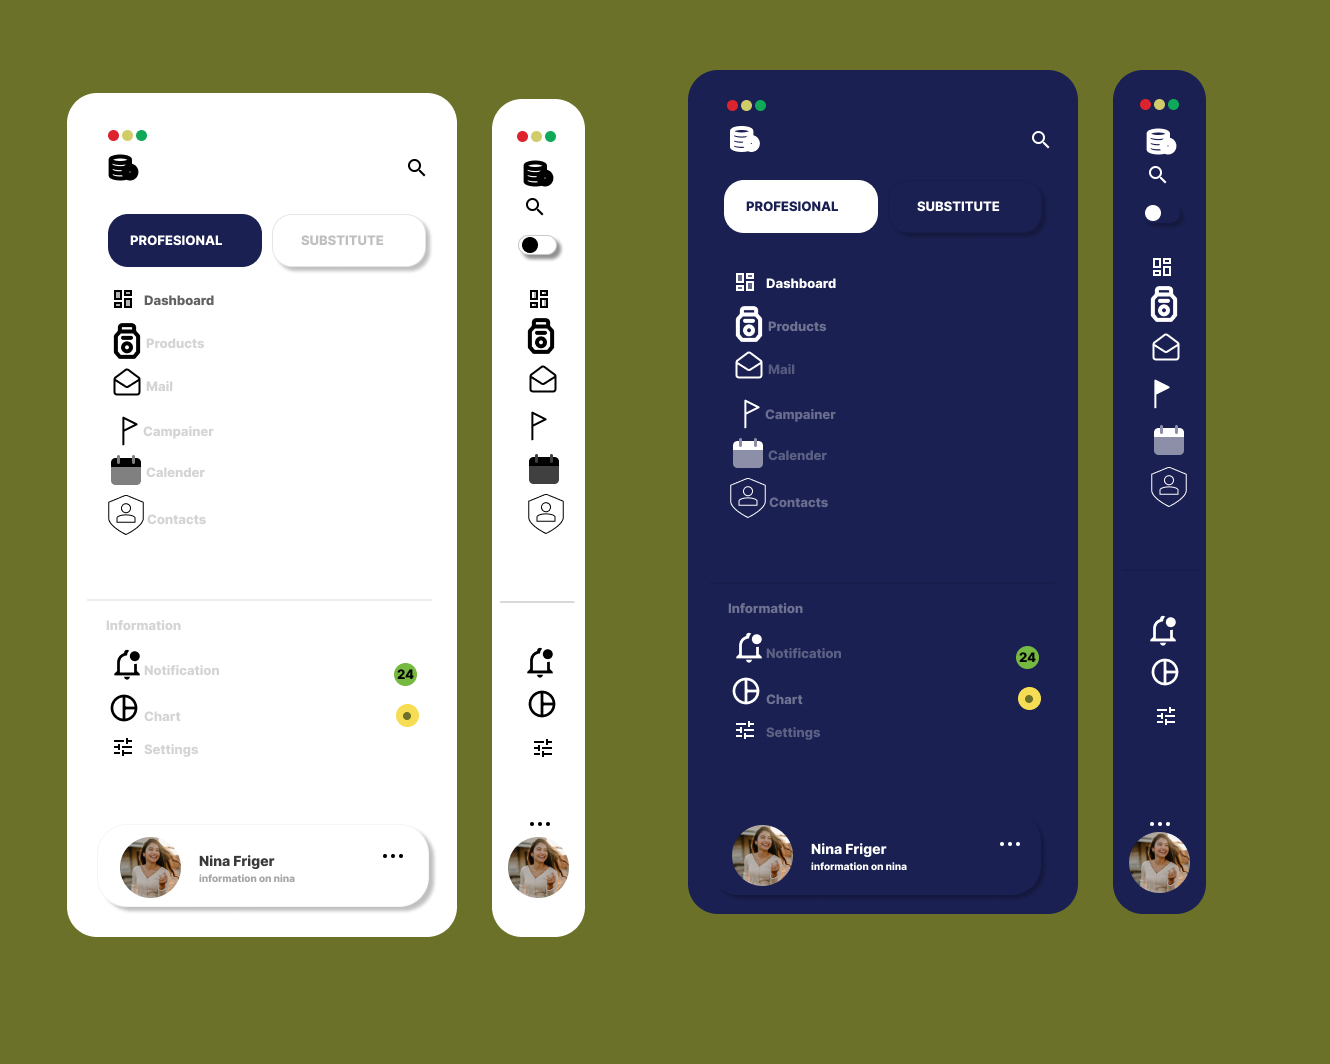 PROFESIONAL
SUBSTITUTE
Dashboard
Products
Mail
Campainer
Calender
Contacts
Information
Notification
24
Chart
Settings
Nina Friger
information on nina
PROFESIONAL
SUBSTITUTE
Dashboard
Products
Mail
Campainer
Calender
Contacts
Information
Notification
24
Chart
Settings
Nina Friger
information on nina